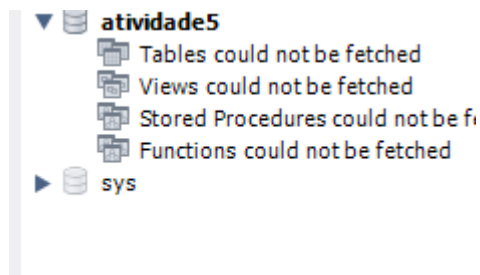 atividade5
Tables could not be fetched
Views could not be fetched
Stored Procedures could not be f
Functions could not be fetched
sys